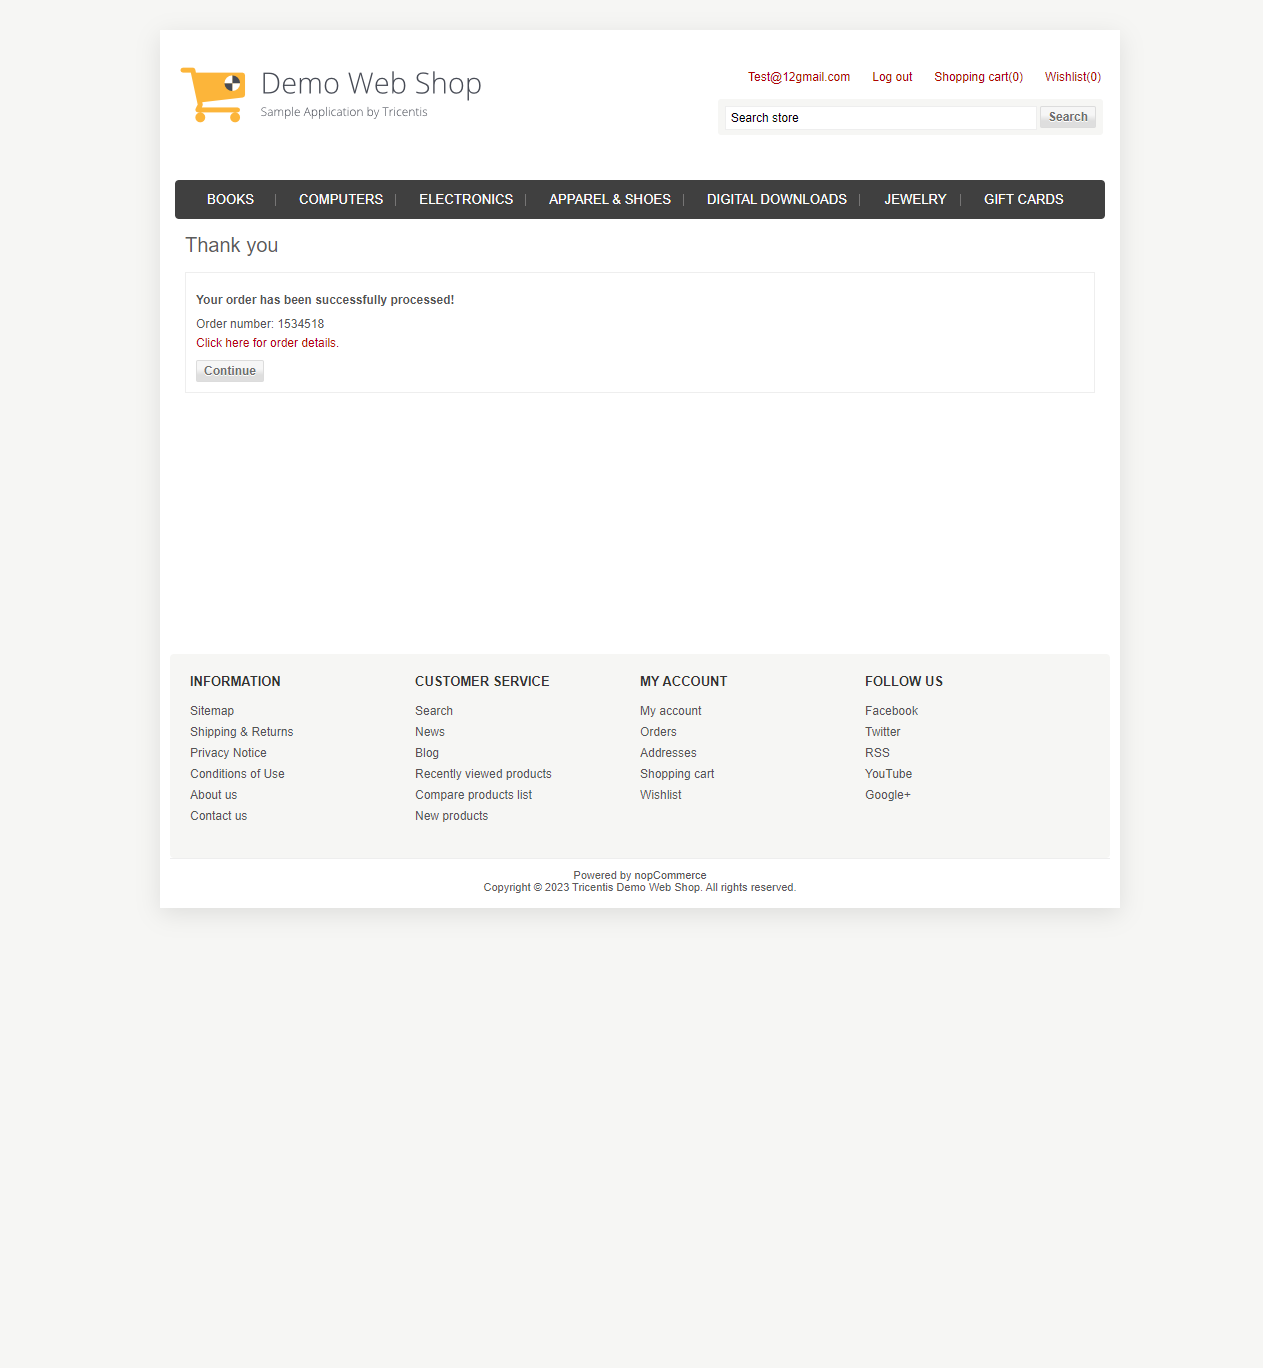 Demo Web Shop
Sample Application by Tricentis
Test@12gmail.com Log out Shopping cart(0) Wishlist(0)
Search store Search
BOOKS COMPUTERS ELECTRONICS APPAREL & SHOES DIGITAL DOWNLOADS JEWELRY GIFT CARDS
Thank you
Your order has been successfully processed!
Order number: 1534518
Click here for order details.
Continue
INFORMATION
Sitemap
Shipping & Returns
Privacy Notice
Conditions of Use
About us
Contact us
CUSTOMER SERVICE
Search
News
Blog
Recently viewed products
Compare products list
New products
MY ACCOUNT
My account
Orders
Addresses
Shopping cart
Wishlist
FOLLOW US
Facebook
Twitter
RSS
YouTube
Google+
Powered by nopCommerce
Copyright © 2023 Tricentis Demo Web Shop. All rights reserved.